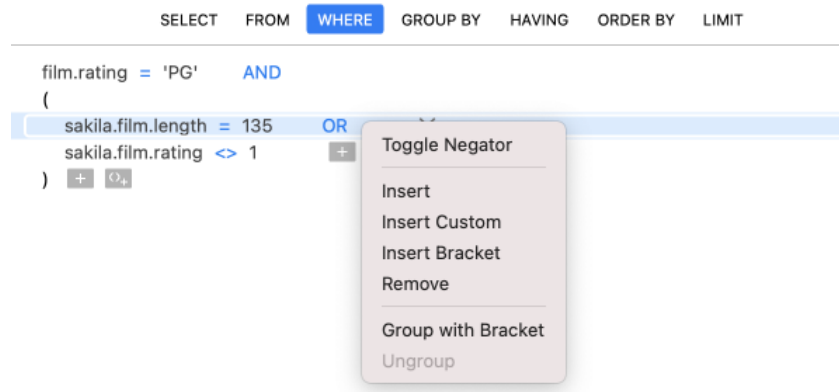 SELECT FROM WHERE GROUP BY HAVING ORDER BY LIMIT
film.rating = 'PG' AND
(
sakila.film.length = 135 OR
sakila.film.rating <> 1 +
) + ()+
Toggle Negator
Insert
Insert Custom
Insert Bracket
Remove
Group with Bracket
Ungroup